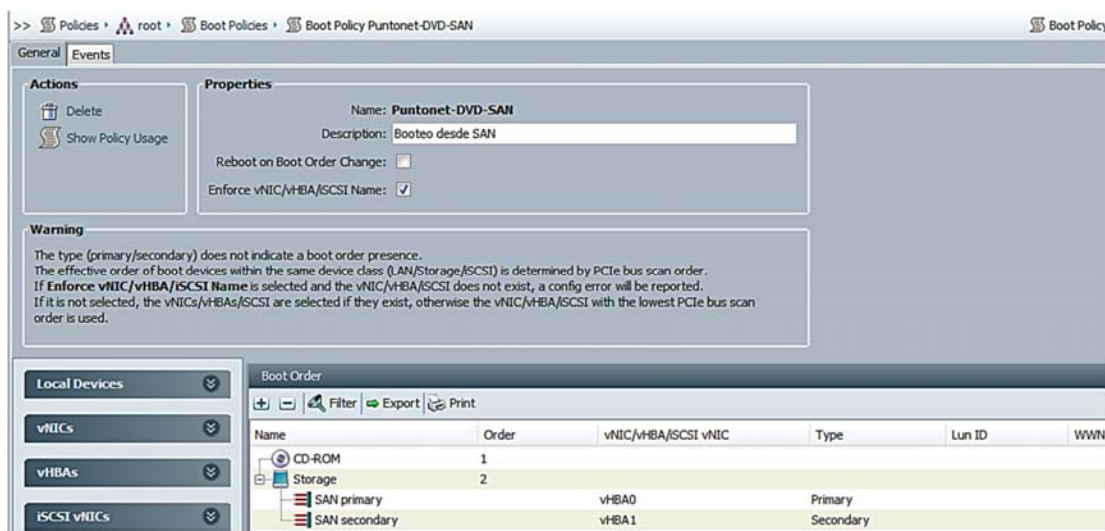 >> Policies ▸ root ▸ Boot Policies ▸ Boot Policy Puntonet-DVD-SAN
Boot Policy
General Events
Actions
Delete
Show Policy Usage
Properties
Name: Puntonet-DVD-SAN
Description: Booteo desde SAN
Reboot on Boot Order Change:
Enforce vNIC/vHBA/iSCSI Name:
Warning
The type (primary/secondary) does not indicate a boot order presence.
The effective order of boot devices within the same device class (LAN/Storage/iSCSI) is determined by PCIe bus scan order.
If Enforce vNIC/vHBA/iSCSI Name is selected and the vNIC/vHBA/iSCSI does not exist, a config error will be reported.
If it is not selected, the vNICs/vHBAs/iSCSI are selected if they exist, otherwise the vNIC/vHBA/iSCSI with the lowest PCIe bus scan
order is used.
Local Devices
vNICs
vHBAs
iSCSI vNICs
Boot Order
Filter Export Print
Name Order vNIC/vHBA/iSCSI vNIC Type Lun ID WWN
CD-ROM 1
Storage 2
SAN primary vHBA0 Primary
SAN secondary vHBA1 Secondary